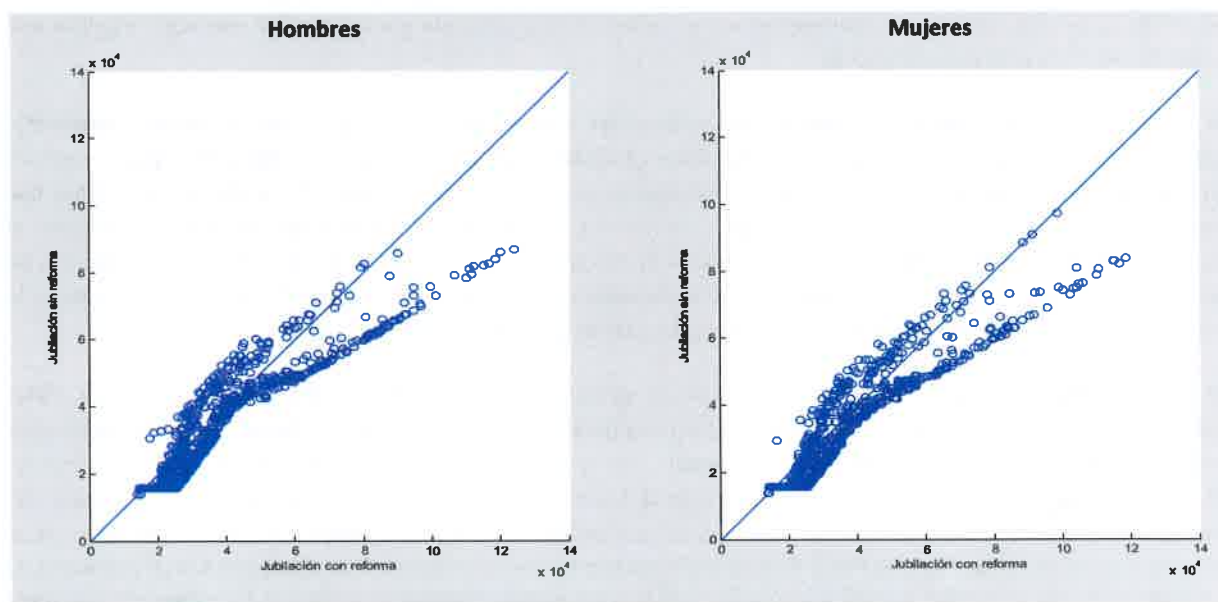 Hombres
x 10⁴
14
12
10
8
6
4
2
0
Jubilación sin reforma
0 2 4 6 8 10 12 14
Jubilación con reforma
x 10⁴
Mujeres
x 10⁴
14
12
10
8
6
4
2
0
Jubilación sin reforma
0 2 4 6 8 10 12 14
Jubilación con reforma
x 10⁴